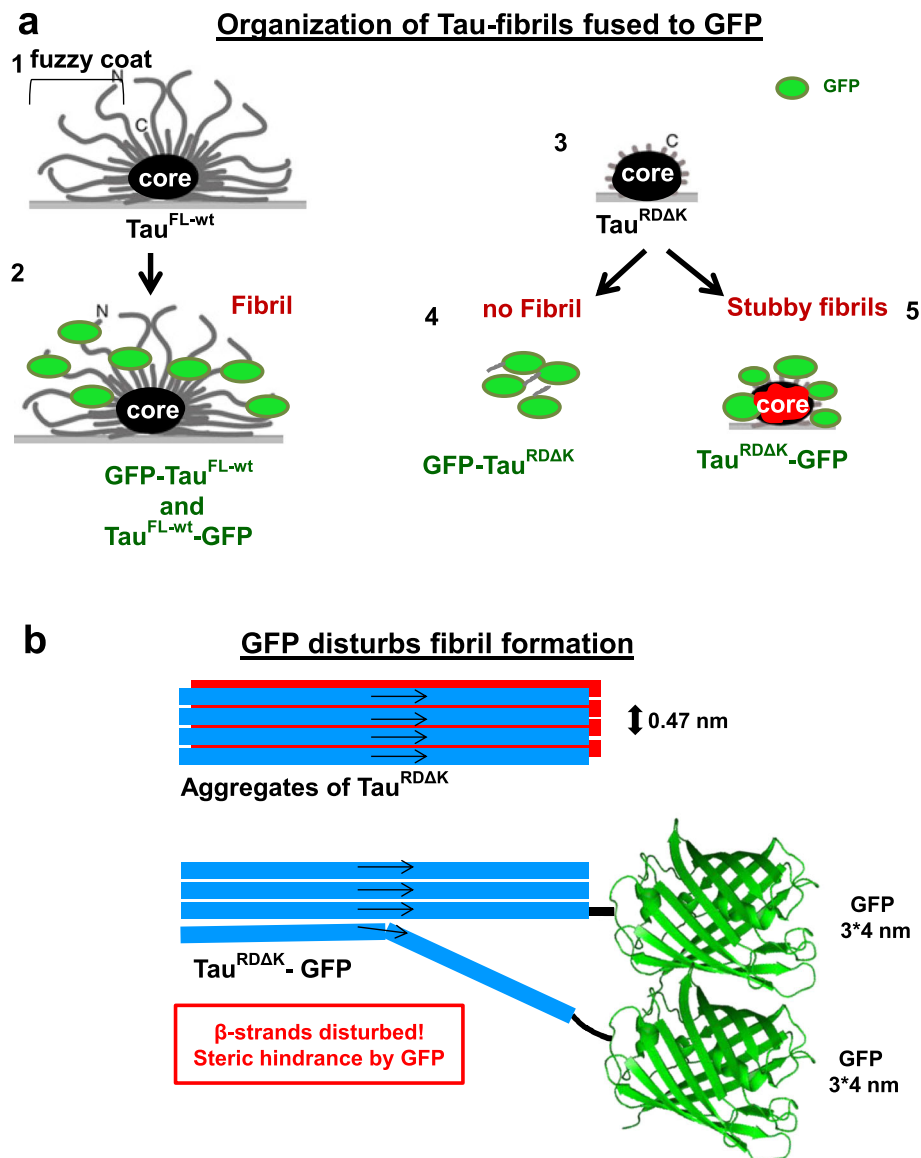 a
Organization of Tau-fibrils fused to GFP
1
fuzzy coat
N
C
core
Tau^FL-wt
GFP
3
C
core
Tau^RDΔK
2
N
Fibril
core
GFP-Tau^FL-wt
and
Tau^FL-wt-GFP
4
no Fibril
GFP-Tau^RDΔK
Stubby fibrils
5
core
Tau^RDΔK-GFP
b
GFP disturbs fibril formation
0.47 nm
Aggregates of Tau^RDΔK
Tau^RDΔK- GFP
β-strands disturbed!
Steric hindrance by GFP
GFP
3*4 nm
GFP
3*4 nm